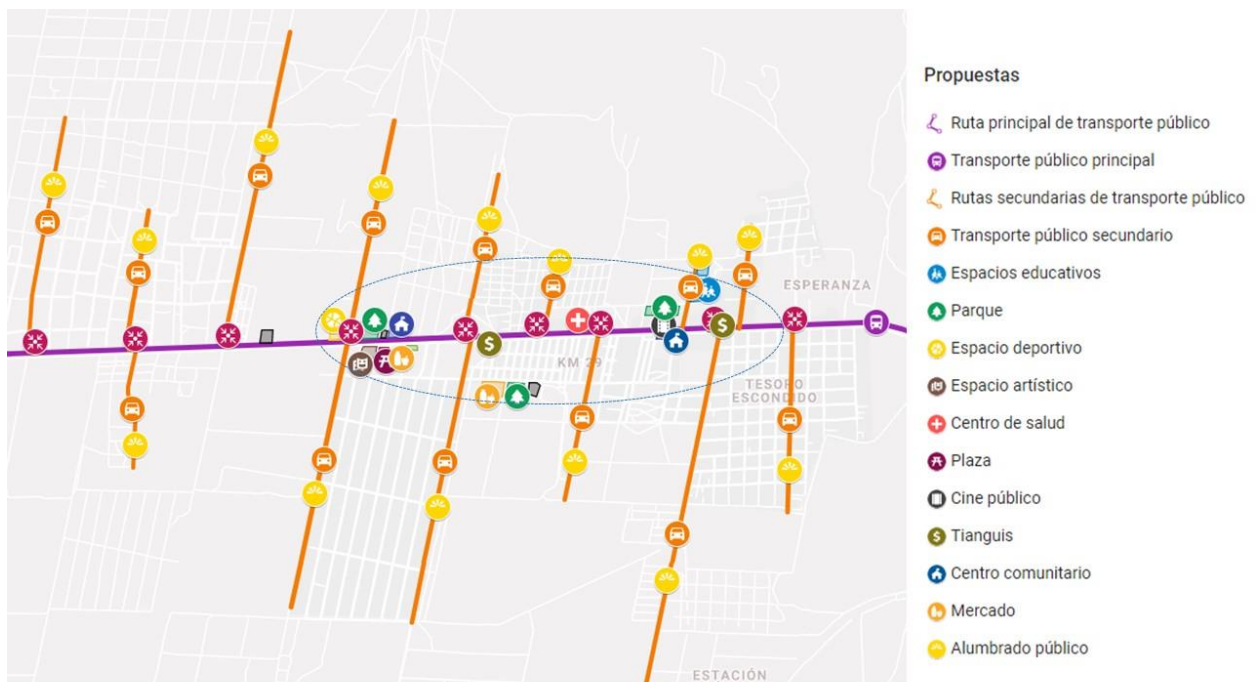 Propuestas
Ruta principal de transporte público
Transporte público principal
Rutas secundarias de transporte público
Transporte público secundario
Espacios educativos
Parque
Espacio deportivo
Espacio artístico
Centro de salud
Plaza
Cine público
Tianguis
Centro comunitario
Mercado
Alumbrado público
ESPERANZA
KM 39
TESORO
ESCONDIDO
ESTACIÓN